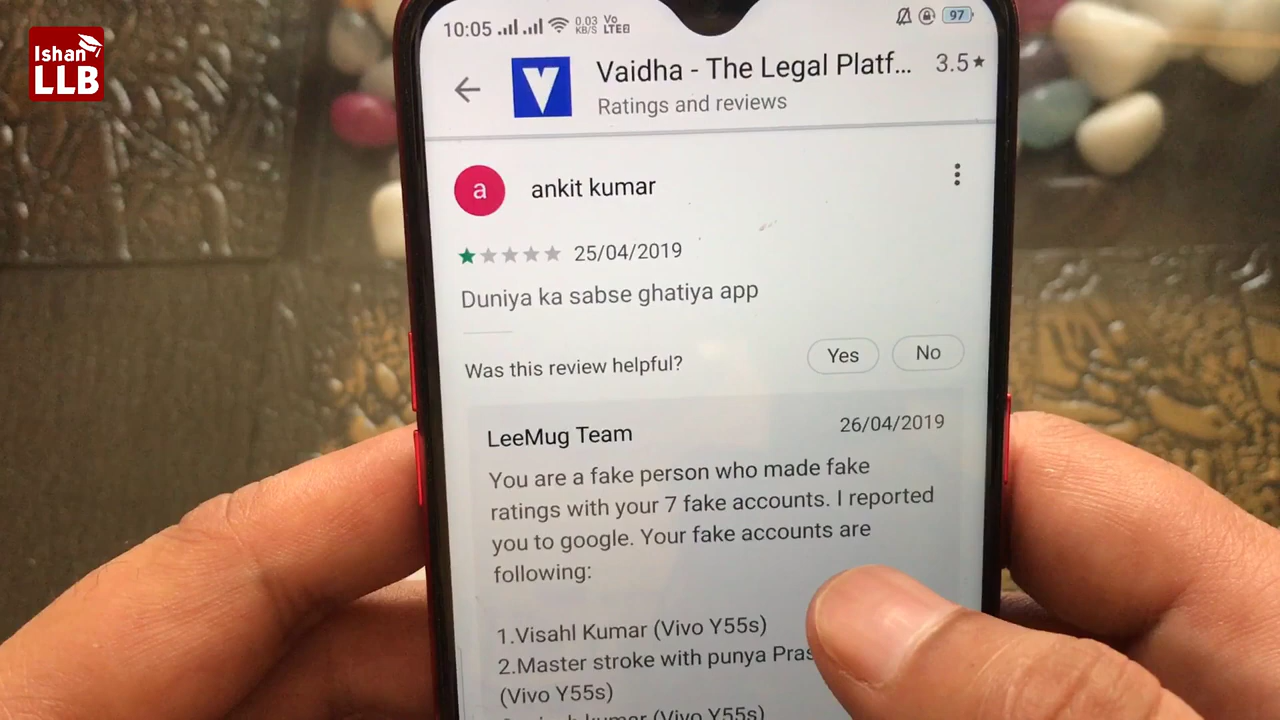 Ishan
LLB
10:05 0.03 KB/S Vo LTE 97
Vaidha - The Legal Platf... 3.5★
Ratings and reviews
a ankit kumar
25/04/2019
Duniya ka sabse ghatiya app
Was this review helpful? Yes No
LeeMug Team 26/04/2019
You are a fake person who made fake
ratings with your 7 fake accounts. I reported
you to google. Your fake accounts are
following:
1.Visahl Kumar (Vivo Y55s)
2.Master stroke with punya Pras
(Vivo Y55s)
kumar (Vivo Y55s)